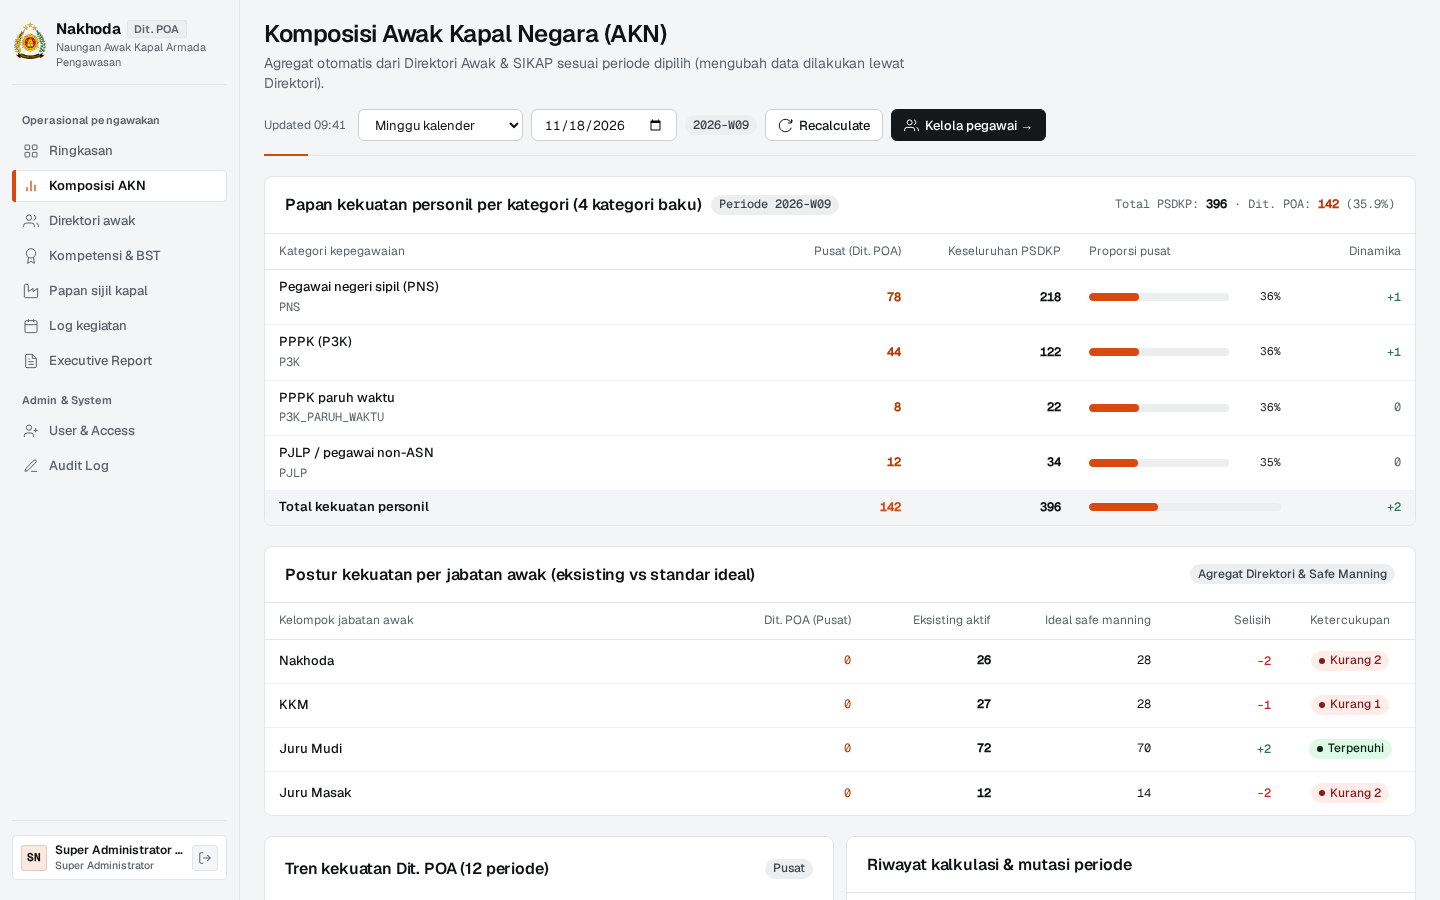 Nakhoda Dit. POA
Naungan Awak Kapal Armada
Pengawasan
Operasional pengawakan
Ringkasan
Komposisi AKN
Direktori awak
Kompetensi & BST
Papan sijil kapal
Log kegiatan
Executive Report
Admin & System
User & Access
Audit Log
SN Super Administrator ...
Super Administrator
Komposisi Awak Kapal Negara (AKN)
Agregat otomatis dari Direktori Awak & SIKAP sesuai periode dipilih (mengubah data dilakukan lewat
Direktori).
Updated 09:41 Minggu kalender 11/18/2026 2026-W09 Recalculate Kelola pegawai →
Papan kekuatan personil per kategori (4 kategori baku) Periode 2026-W09 Total PSDKP: 396 · Dit. POA: 142 (35.9%)
Kategori kepegawaian Pusat (Dit. POA) Keseluruhan PSDKP Proporsi pusat Dinamika
Pegawai negeri sipil (PNS) 78 218 36% +1
PNS
PPPK (P3K) 44 122 36% +1
P3K
PPPK paruh waktu 8 22 36% 0
P3K_PARUH_WAKTU
PJLP / pegawai non-ASN 12 34 35% 0
PJLP
Total kekuatan personil 142 396 +2
Postur kekuatan per jabatan awak (eksisting vs standar ideal) Agregat Direktori & Safe Manning
Kelompok jabatan awak Dit. POA (Pusat) Eksisting aktif Ideal safe manning Selisih Ketercukupan
Nakhoda 0 26 28 -2 Kurang 2
KKM 0 27 28 -1 Kurang 1
Juru Mudi 0 72 70 +2 Terpenuhi
Juru Masak 0 12 14 -2 Kurang 2
Tren kekuatan Dit. POA (12 periode) Pusat
Riwayat kalkulasi & mutasi periode